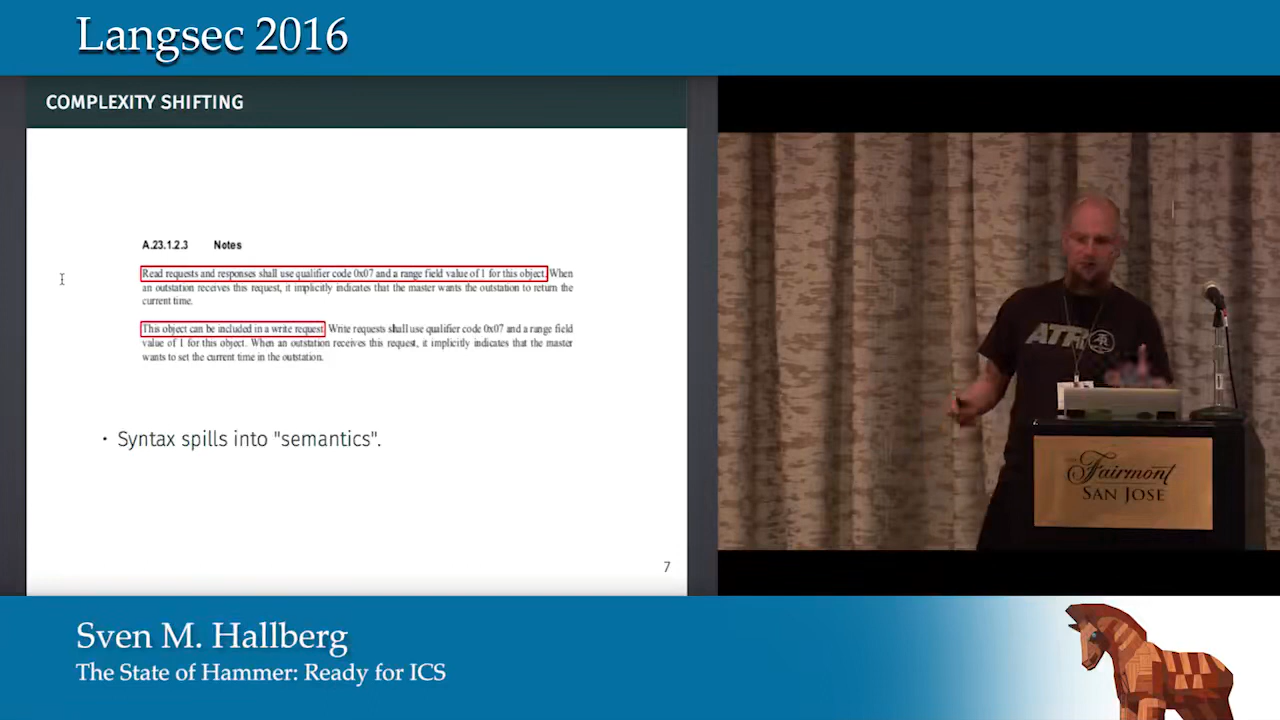 Langsec 2016
COMPLEXITY SHIFTING
A.23.1.2.3 Notes
Read requests and responses shall use qualifier code 0x07 and a range field value of 1 for this object. When
an outstation receives this request, it implicitly indicates that the master wants the outstation to return the
current time.
This object can be included in a write request. Write requests shall use qualifier code 0x07 and a range field
value of 1 for this object. When an outstation receives this request, it implicitly indicates that the master
wants to set the current time in the outstation.
• Syntax spills into "semantics".
7
Fairmont
SAN JOSE
Sven M. Hallberg
The State of Hammer: Ready for ICS